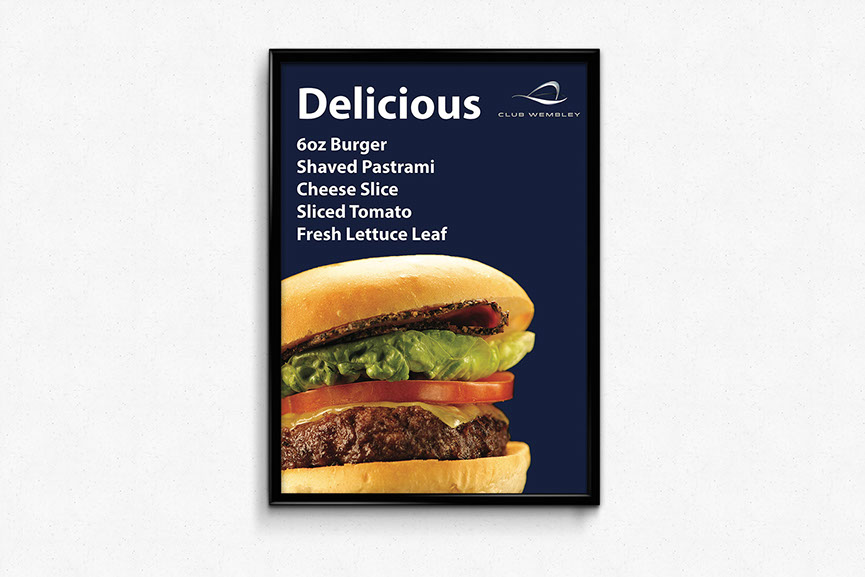 Delicious
CLUB WEMBLEY
6oz Burger
Shaved Pastrami
Cheese Slice
Sliced Tomato
Fresh Lettuce Leaf